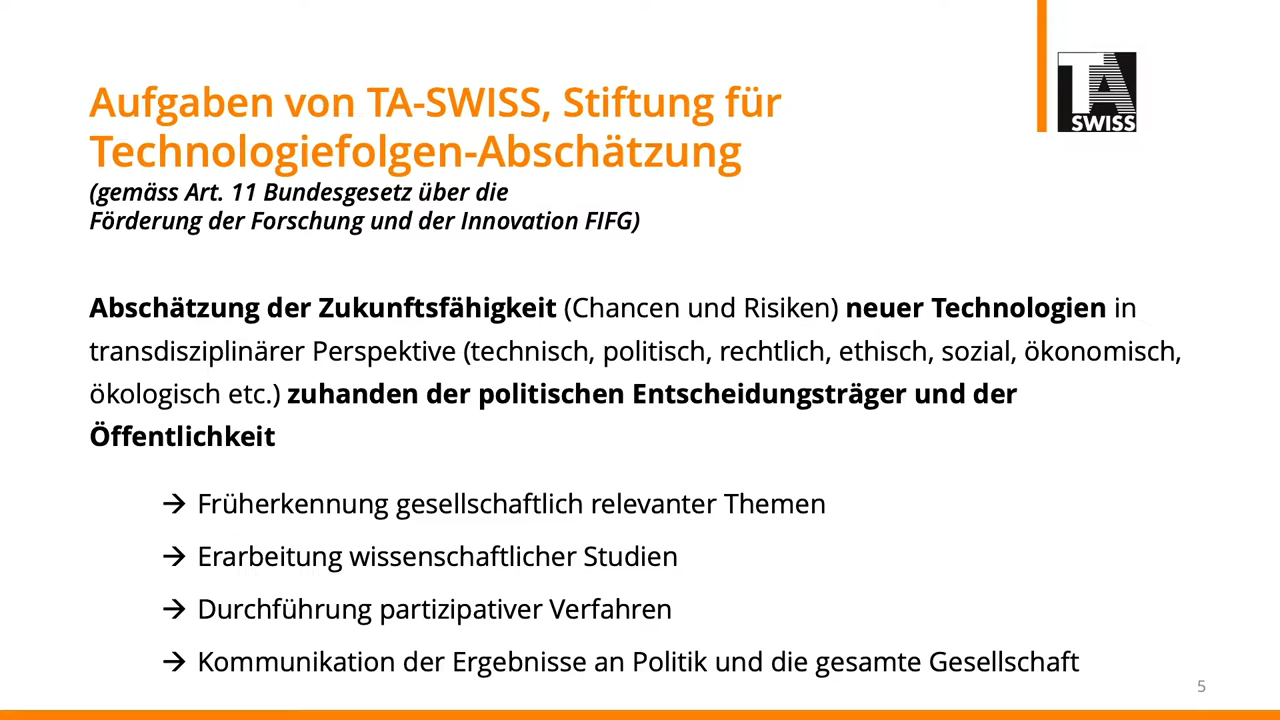 TA
SWISS
Aufgaben von TA-SWISS, Stiftung für
Technologiefolgen-Abschätzung
(gemäss Art. 11 Bundesgesetz über die
Förderung der Forschung und der Innovation FIFG)
Abschätzung der Zukunftsfähigkeit (Chancen und Risiken) neuer Technologien in
transdisziplinärer Perspektive (technisch, politisch, rechtlich, ethisch, sozial, ökonomisch,
ökologisch etc.) zuhanden der politischen Entscheidungsträger und der
Öffentlichkeit
→ Früherkennung gesellschaftlich relevanter Themen
→ Erarbeitung wissenschaftlicher Studien
→ Durchführung partizipativer Verfahren
→ Kommunikation der Ergebnisse an Politik und die gesamte Gesellschaft
5